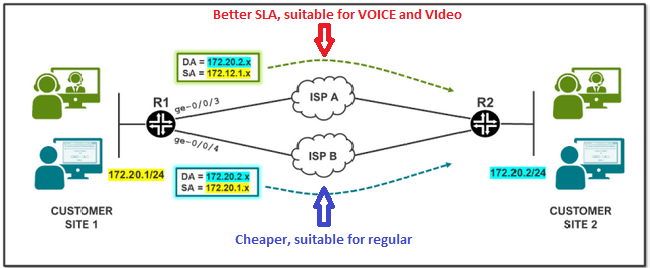 Better SLA, suitable for VOICE and VIdeo
DA = 172.20.2.x
SA = 172.12.1.x
R1
ge-0/0/3
ISP A
R2
ge-0/0/4
ISP B
172.20.1/24
172.20.2/24
DA = 172.20.2.x
SA = 172.20.1.x
CUSTOMER
SITE 1
CUSTOMER
SITE 2
Cheaper, suitable for regular